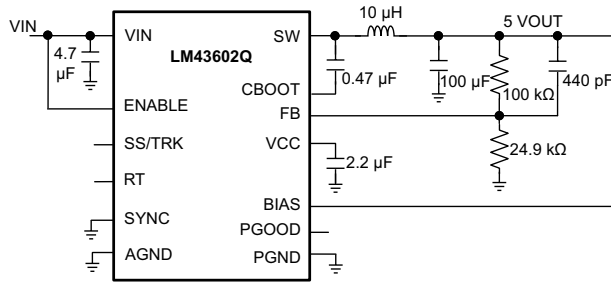 VIN
4.7
µF
VIN
LM43602Q
ENABLE
SS/TRK
RT
SYNC
AGND
SW
CBOOT
FB
VCC
BIAS
PGOOD
PGND
10 µH
5 VOUT
0.47 µF
100 µF
100 kΩ
440 pF
24.9 kΩ
2.2 µF